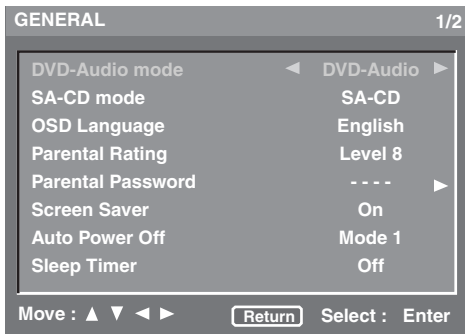 GENERAL 1/2
DVD-Audio mode ◀ DVD-Audio ▶
SA-CD mode SA-CD
OSD Language English
Parental Rating Level 8
Parental Password - - - - ▶
Screen Saver On
Auto Power Off Mode 1
Sleep Timer Off
Move : ▲ ▼ ◀ ▶ Return Select : Enter